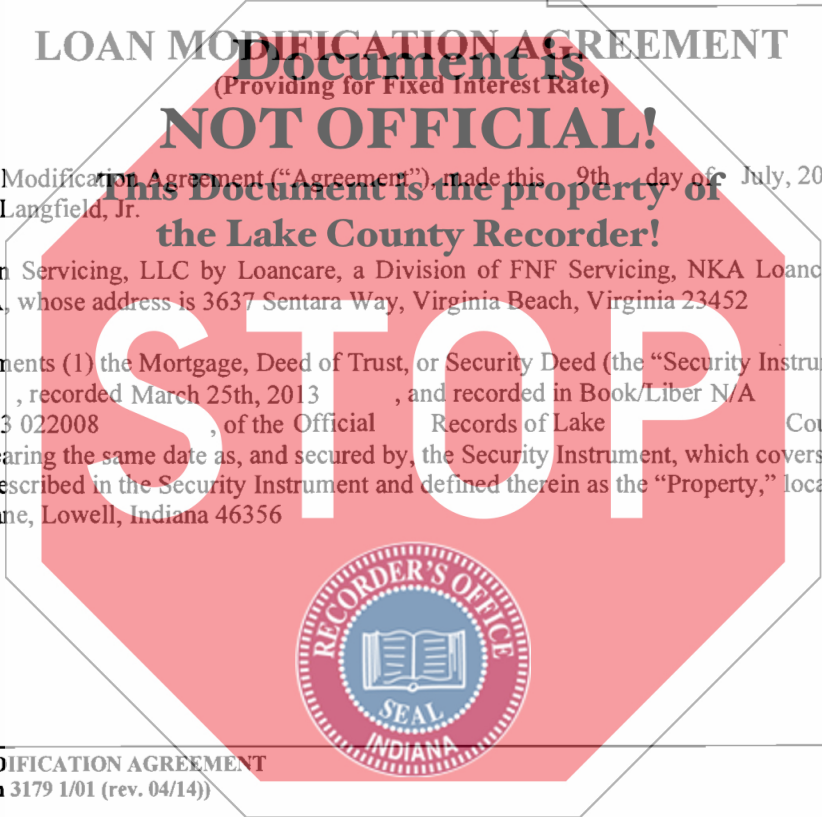 LOAN MODIFICATION AGREEMENT
Document is
(Providing for Fixed Interest Rate)
NOT OFFICIAL!
Modification Agreement (“Agreement”), made this 9th day of July, 20
This Document is the property of
Langfield, Jr.
the Lake County Recorder!
n Servicing, LLC by Loancare, a Division of FNF Servicing, NKA Loanc
, whose address is 3637 Sentara Way, Virginia Beach, Virginia 23452
STOP
ments (1) the Mortgage, Deed of Trust, or Security Deed (the “Security Instru
, recorded March 25th, 2013 , and recorded in Book/Liber N/A
3 022008 , of the Official Records of Lake Cou
aring the same date as, and secured by, the Security Instrument, which covers
escribed in the Security Instrument and defined therein as the “Property,” loca
ne, Lowell, Indiana 46356
RECORDER'S OFFICE
SEAL
INDIANA
DIFICATION AGREEMENT
3179 1/01 (rev. 04/14))